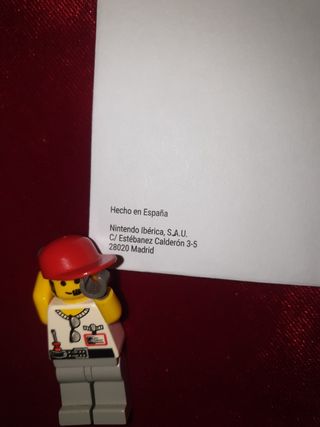 Hecho en España
Nintendo Ibérica, S.A.U.
C/ Estébanez Calderón 3-5
28020 Madrid